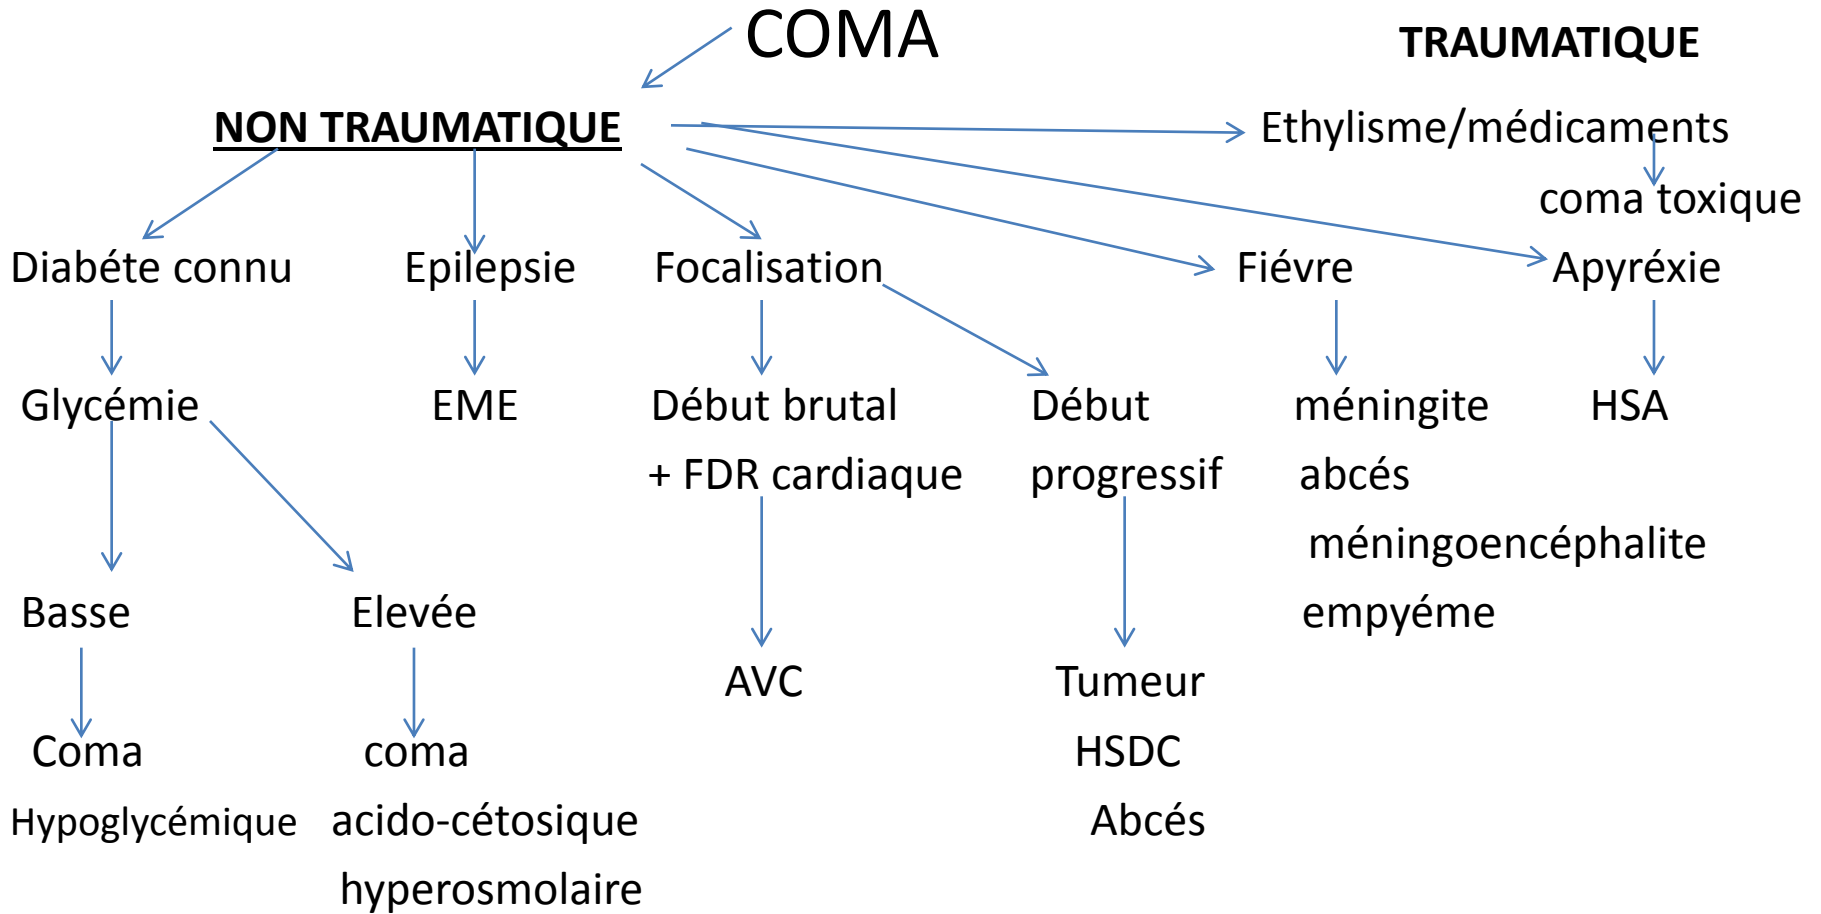 COMA
TRAUMATIQUE
NON TRAUMATIQUE
Ethylisme/médicaments
coma toxique
Diabéte connu
Epilepsie
Focalisation
Fiévre
Apyréxie
Glycémie
EME
Début brutal
Début
méningite
HSA
+ FDR cardiaque
progressif
abcés
méningoencéphalite
Basse
Elevée
empyéme
AVC
Tumeur
Coma
coma
HSDC
Hypoglycémique
acido-cétosique
Abcés
hyperosmolaire